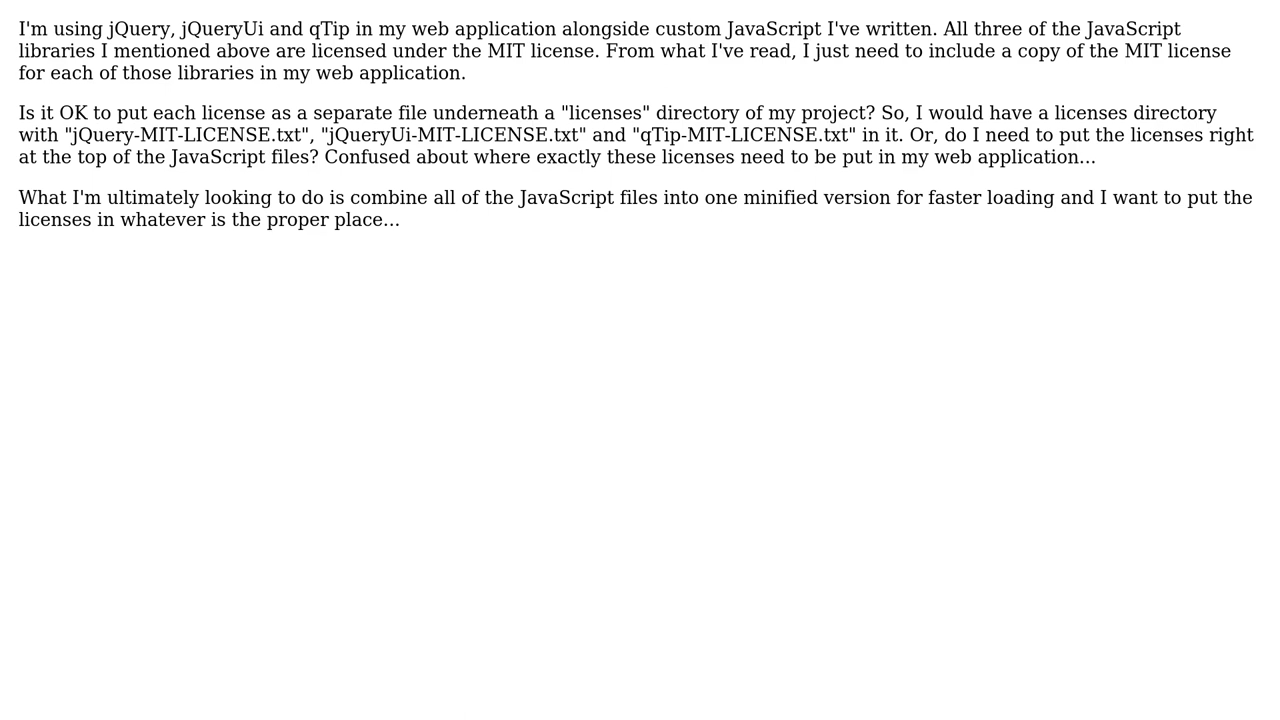 I'm using jQuery, jQueryUi and qTip in my web application alongside custom JavaScript I've written. All three of the JavaScript
libraries I mentioned above are licensed under the MIT license. From what I've read, I just need to include a copy of the MIT license
for each of those libraries in my web application.
Is it OK to put each license as a separate file underneath a "licenses" directory of my project? So, I would have a licenses directory
with "jQuery-MIT-LICENSE.txt", "jQueryUi-MIT-LICENSE.txt" and "qTip-MIT-LICENSE.txt" in it. Or, do I need to put the licenses right
at the top of the JavaScript files? Confused about where exactly these licenses need to be put in my web application...
What I'm ultimately looking to do is combine all of the JavaScript files into one minified version for faster loading and I want to put the
licenses in whatever is the proper place...